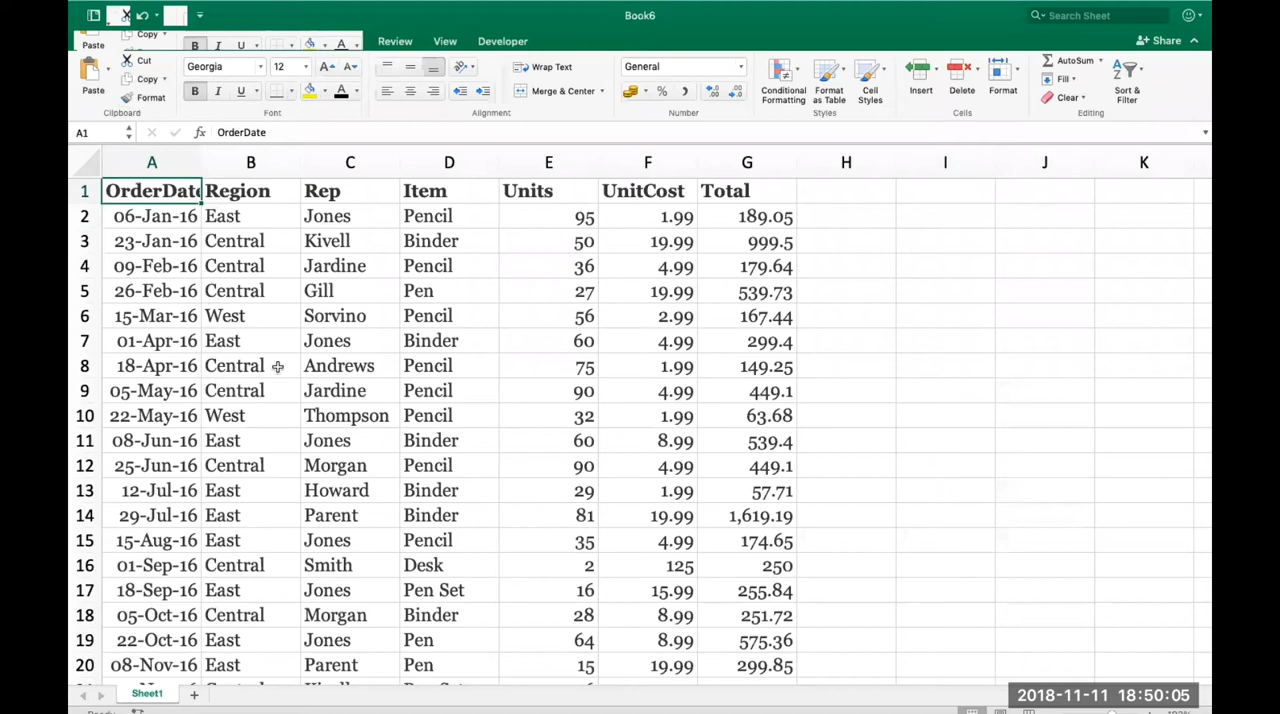 Book6
Search Sheet
Copy
Paste
B I U A
Review View Developer
Share
Paste
Cut
Copy
Format
Georgia 12 A A
B I U A
Wrap Text
Merge & Center
General
%
Conditional Formatting
Format as Table
Cell Styles
Insert
Delete
Format
AutoSum
Fill
Clear
Sort & Filter
Clipboard Font Alignment Number Styles Cells Editing
A1 fx OrderDate
A B C D E F G H I J K
1 OrderDate Region Rep Item Units UnitCost Total
2 06-Jan-16 East Jones Pencil 95 1.99 189.05
3 23-Jan-16 Central Kivell Binder 50 19.99 999.5
4 09-Feb-16 Central Jardine Pencil 36 4.99 179.64
5 26-Feb-16 Central Gill Pen 27 19.99 539.73
6 15-Mar-16 West Sorvino Pencil 56 2.99 167.44
7 01-Apr-16 East Jones Binder 60 4.99 299.4
8 18-Apr-16 Central Andrews Pencil 75 1.99 149.25
9 05-May-16 Central Jardine Pencil 90 4.99 449.1
10 22-May-16 West Thompson Pencil 32 1.99 63.68
11 08-Jun-16 East Jones Binder 60 8.99 539.4
12 25-Jun-16 Central Morgan Pencil 90 4.99 449.1
13 12-Jul-16 East Howard Binder 29 1.99 57.71
14 29-Jul-16 East Parent Binder 81 19.99 1,619.19
15 15-Aug-16 East Jones Pencil 35 4.99 174.65
16 01-Sep-16 Central Smith Desk 2 125 250
17 18-Sep-16 East Jones Pen Set 16 15.99 255.84
18 05-Oct-16 Central Morgan Binder 28 8.99 251.72
19 22-Oct-16 East Jones Pen 64 8.99 575.36
20 08-Nov-16 East Parent Pen 15 19.99 299.85
Sheet1
2018-11-11 18:50:05